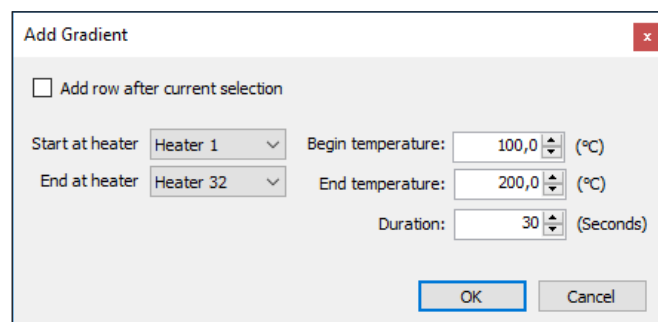 Add Gradient
x
Add row after current selection
Start at heater Heater 1 Begin temperature: 100,0 (°C)
End at heater Heater 32 End temperature: 200,0 (°C)
Duration: 30 (Seconds)
OK Cancel